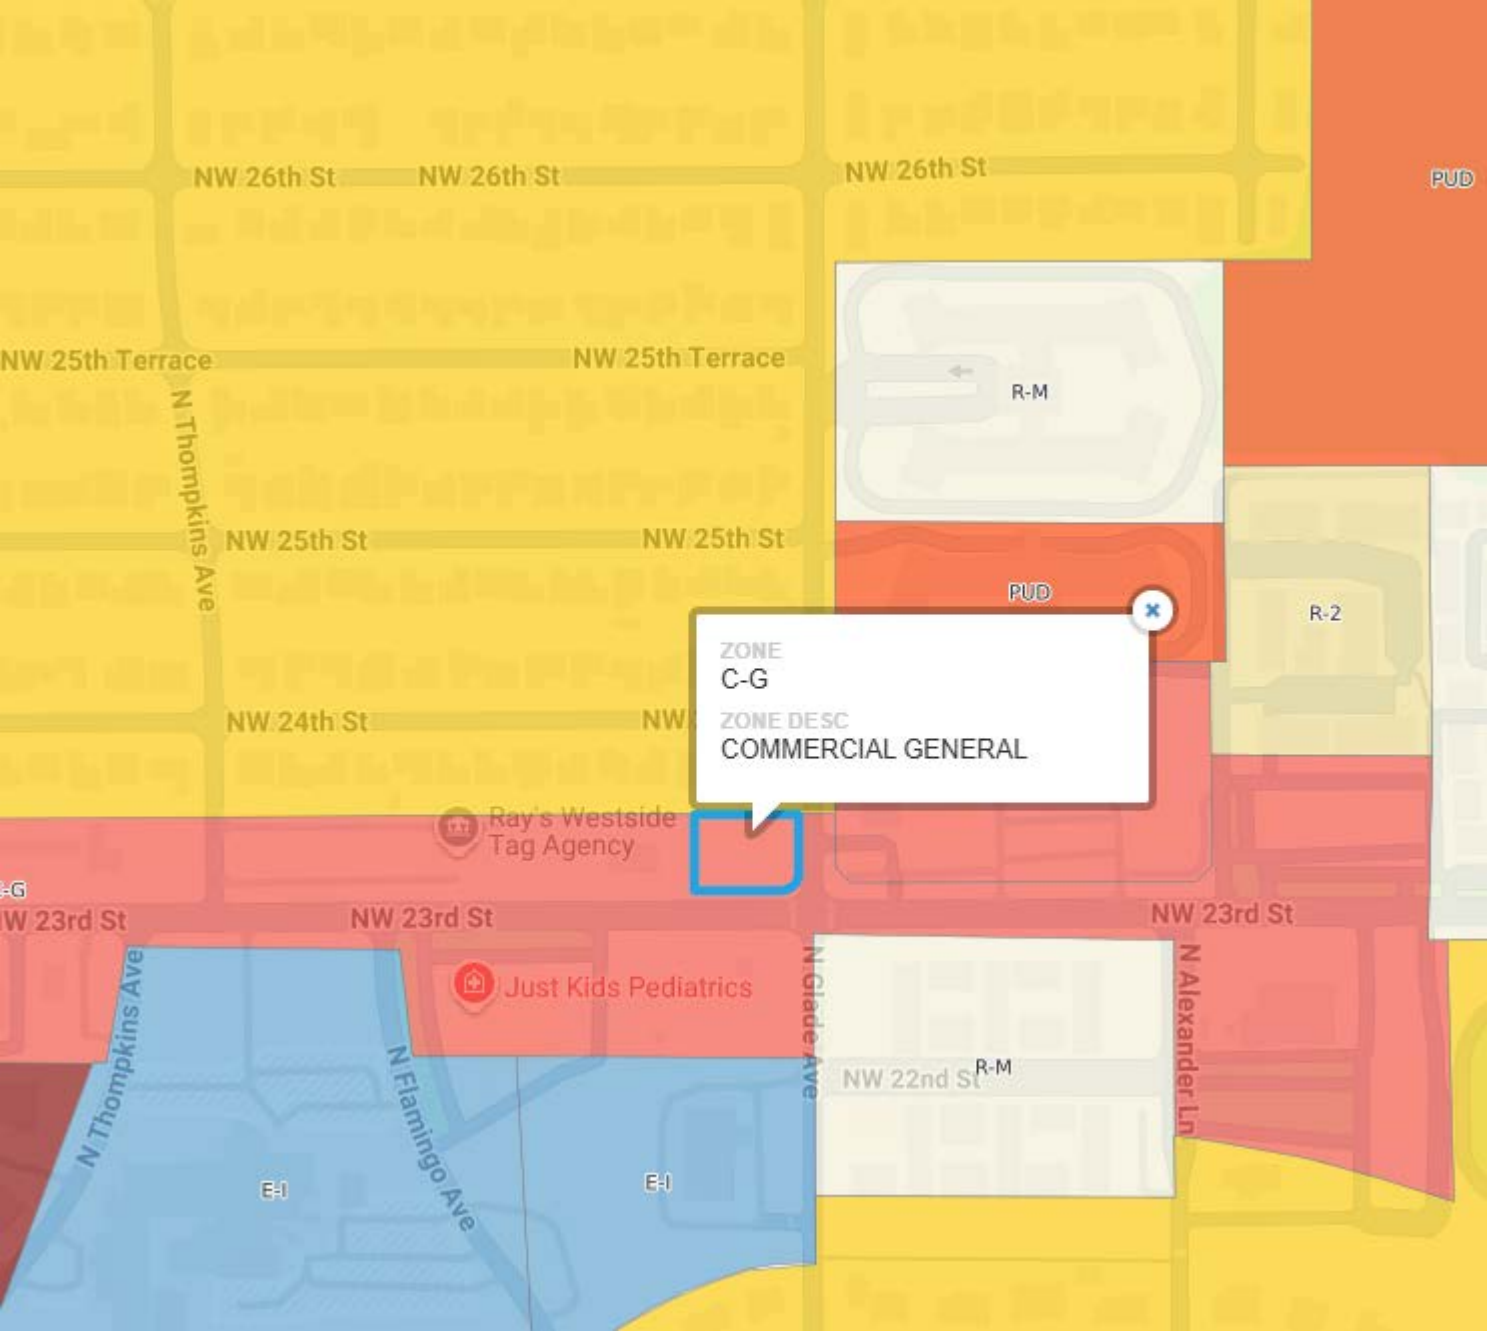 NW 26th St
NW 26th St
NW 26th St
PUD
NW 25th Terrace
NW 25th Terrace
R-M
N Thompkins Ave
NW 25th St
NW 25th St
PUD
R-2
ZONE
C-G
ZONE DESC
COMMERCIAL GENERAL
NW 24th St
NW
Ray's Westside
Tag Agency
-G
W 23rd St
NW 23rd St
NW 23rd St
Just Kids Pediatrics
N Thompkins Ave
N Flamingo Ave
N Glade Ave
N Alexander Ln
NW 22nd St
R-M
E-I
E-I